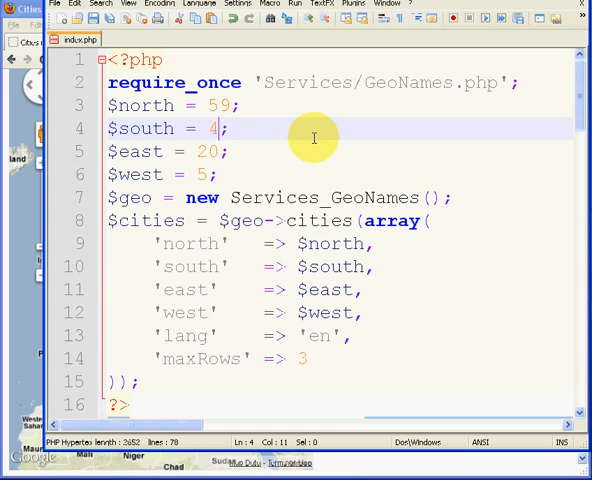 Cities
File Edit Search View Encoding Language Settings Macro Run TextFX Plugins Window ? X
index.php
1 <?php
2 require_once 'Services/GeoNames.php';
3 $north = 59;
4 $south = 4;
5 $east = 20;
6 $west = 5;
7 $geo = new Services_GeoNames();
8 $cities = $geo->cities(array(
9 'north' => $north,
10 'south' => $south,
11 'east' => $east,
12 'west' => $west,
13 'lang' => 'en',
14 'maxRows' => 3
15 ));
16 ?>
PHP Hypertex length : 2652 lines : 78 Ln : 4 Col : 11 Sel : 0 Dos\Windows ANSI INS
Mali Niger
Chad
Google